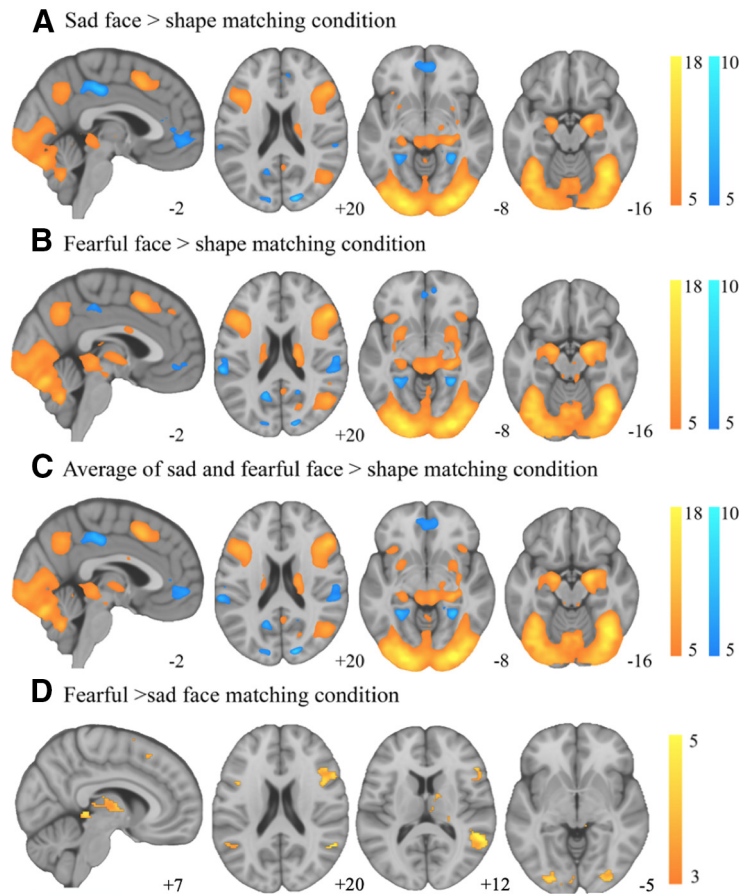 A Sad face > shape matching condition
18 10
5 5
-2 +20 -8 -16
B Fearful face > shape matching condition
18 10
5 5
-2 +20 -8 -16
C Average of sad and fearful face > shape matching condition
18 10
5 5
-2 +20 -8 -16
D Fearful >sad face matching condition
5
3
+7 +20 +12 -5